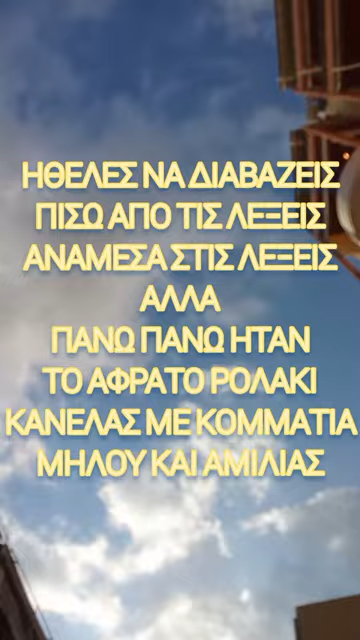 ΗΘΕΛΕΣ ΝΑ ΔΙΑΒΑΖΕΙΣ
ΠΙΣΩ ΑΠΟ ΤΙΣ ΛΕΞΕΙΣ
ΑΝΑΜΕΣΑ ΣΤΙΣ ΛΕΞΕΙΣ
ΑΛΛΑ
ΠΑΝΩ ΠΑΝΩ ΗΤΑΝ
ΤΟ ΑΦΡΑΤΟ ΡΟΛΑΚΙ
ΚΑΝΕΛΑΣ ΜΕ ΚΟΜΜΑΤΙΑ
ΜΗΛΟΥ ΚΑΙ ΑΜΙΛΙΑΣ